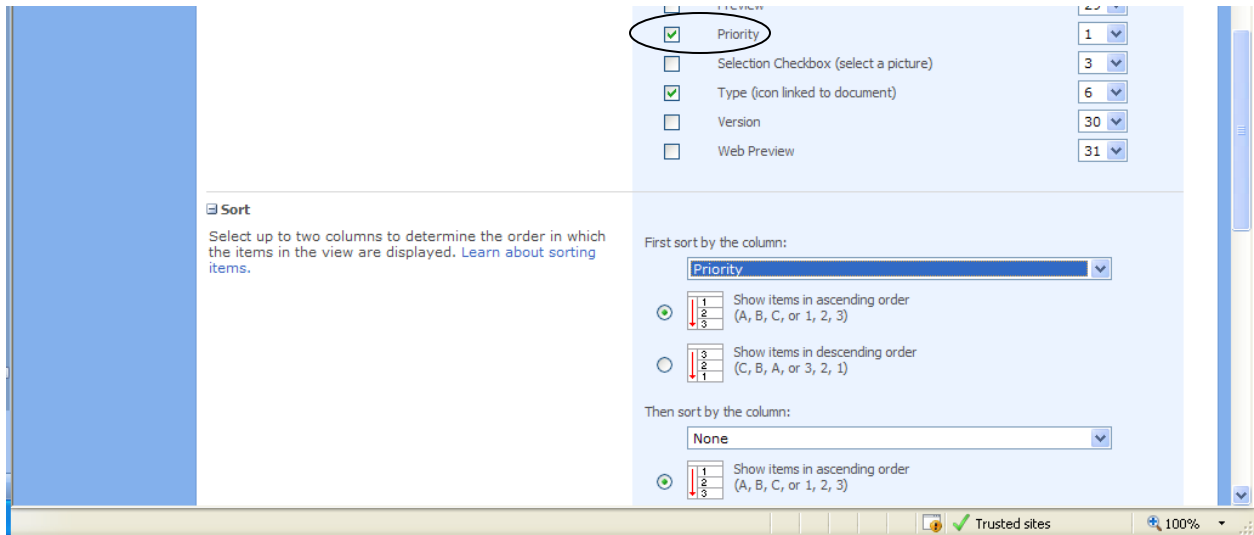 Preview 29
Priority 1
Selection Checkbox (select a picture) 3
Type (icon linked to document) 6
Version 30
Web Preview 31
Sort
Select up to two columns to determine the order in which
the items in the view are displayed. Learn about sorting
items.
First sort by the column:
Priority
1
2
3
Show items in ascending order
(A, B, C, or 1, 2, 3)
3
2
1
Show items in descending order
(C, B, A, or 3, 2, 1)
Then sort by the column:
None
1
2
3
Show items in ascending order
(A, B, C, or 1, 2, 3)
Trusted sites
100%